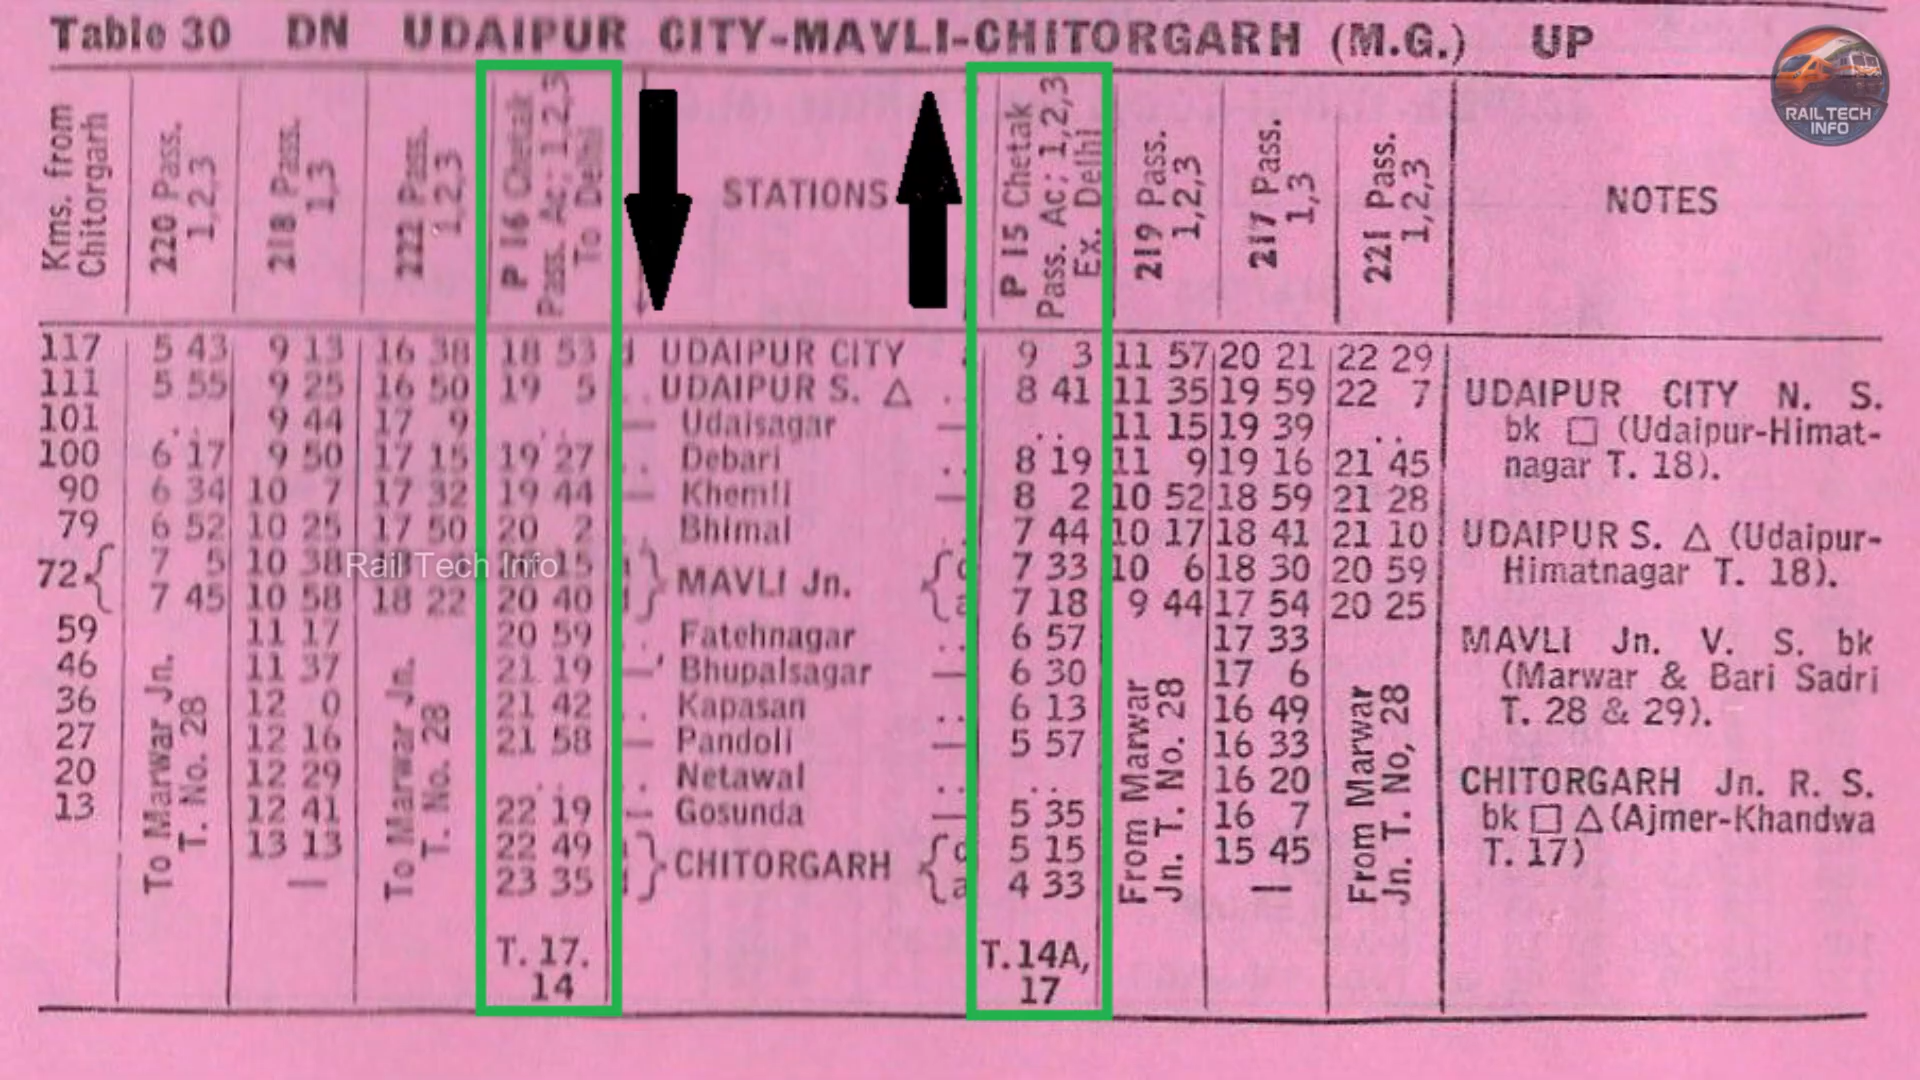 Table 30 DN UDAIPUR CITY-MAVLI-CHITORGARH (M.G.) UP
RAIL TECH
INFO
Kms. from Chitorgarh | 220 Pass. 1,2,3 | 218 Pass. 1,3 | 222 Pass. 1,2,3 | P 16 Chetak Pass. Ac; 1,2,3 To Delhi | STATIONS | P 15 Chetak Pass. Ac; 1,2,3 Ex. Delhi | 219 Pass. 1,2,3 | 217 Pass. 1,3 | 221 Pass. 1,2,3 | NOTES
117 5 43 9 13 16 38 18 53 d UDAIPUR CITY a 9 3 11 57 20 21 22 29
111 5 55 9 25 16 50 19 5 .. UDAIPUR S. △ .. 8 41 11 35 19 59 22 7
101 .. 9 44 17 9 .. — Udaisagar — .. 11 15 19 39 ..
100 6 17 9 50 17 15 19 27 .. Debari .. 8 19 11 9 19 16 21 45
90 6 34 10 7 17 32 19 44 — Khemli — 8 2 10 52 18 59 21 28
79 6 52 10 25 17 50 20 2 .. Bhimal 7 44 10 17 18 41 21 10
72 { 7 5 10 38 15 } MAVLI Jn. { d 7 33 10 6 18 30 20 59
7 45 10 58 18 22 20 40 d a 7 18 9 44 17 54 20 25
Rail Tech Info
59 11 17 20 59 .. Fatehnagar .. 6 57 17 33
46 11 37 21 19 — Bhupalsagar — 6 30 17 6
36 12 0 21 42 .. Kapasan .. 6 13 16 49
27 12 16 21 58 — Pandoli — 5 57 16 33
20 12 29 .. .. Netawal .. .. 16 20
13 12 41 22 19 — Gosunda — 5 35 16 7
13 13 22 49 } CHITORGARH { d 5 15 15 45
— 23 35 d a 4 33 —
To Marwar Jn. T. No. 28
To Marwar Jn. T. No. 28
From Marwar Jn. T. No. 28
From Marwar Jn. T. No, 28
T. 17. 14
T.14A, 17
UDAIPUR CITY N. S.
bk □ (Udaipur-Himat-
nagar T. 18).
UDAIPUR S. △ (Udaipur-
Himatnagar T. 18).
MAVLI Jn. V. S. bk
(Marwar & Bari Sadri
T. 28 & 29).
CHITORGARH Jn. R. S.
bk □ △ (Ajmer-Khandwa
T. 17)